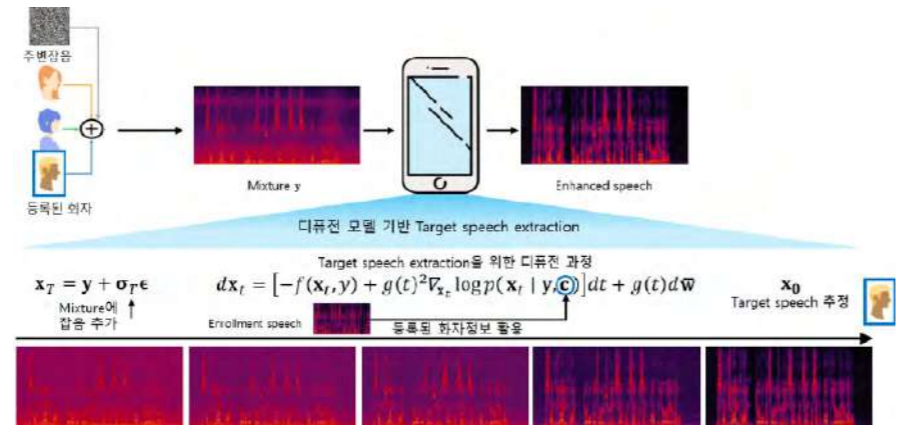 주변잡음
등록된 화자
Mixture y
Enhanced speech
디퓨전 모델 기반 Target speech extraction
Target speech extraction을 위한 디퓨전 과정
x_T = y + σ_T ϵ
dx_t = [−f(x_t, y) + g(t)^2 ∇_{x_t} log p(x_t | y, c)]dt + g(t)dw̅
x_0
Mixture에
잡음 추가
Enrollment speech
등록된 화자정보 활용
Target speech 추정